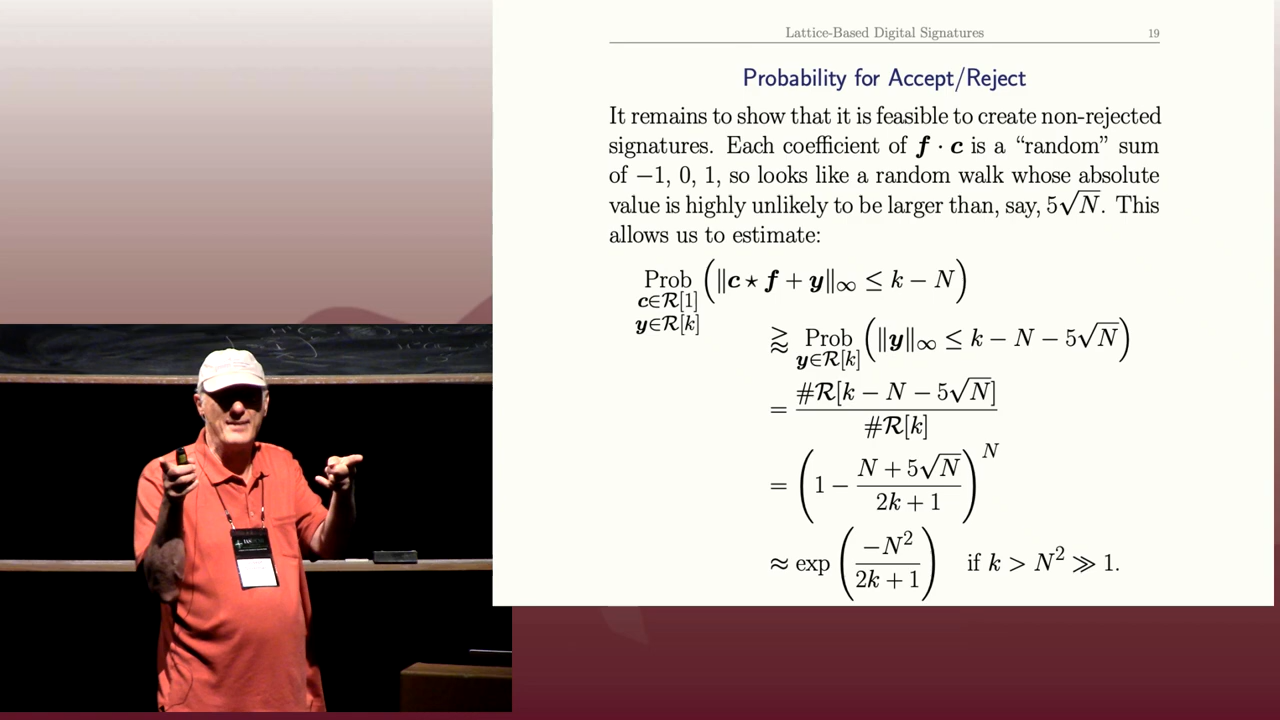 Lattice-Based Digital Signatures 19
Probability for Accept/Reject
It remains to show that it is feasible to create non-rejected
signatures. Each coefficient of f · c is a “random” sum
of −1, 0, 1, so looks like a random walk whose absolute
value is highly unlikely to be larger than, say, 5√N. This
allows us to estimate:
Prob_{c∈R[1], y∈R[k]} (‖c ⋆ f + y‖∞ ≤ k − N)
⪆ Prob_{y∈R[k]} (‖y‖∞ ≤ k − N − 5√N)
= #R[k − N − 5√N] / #R[k]
= (1 − (N + 5√N)/(2k + 1))^N
≈ exp(−N²/(2k + 1)) if k > N² ≫ 1.